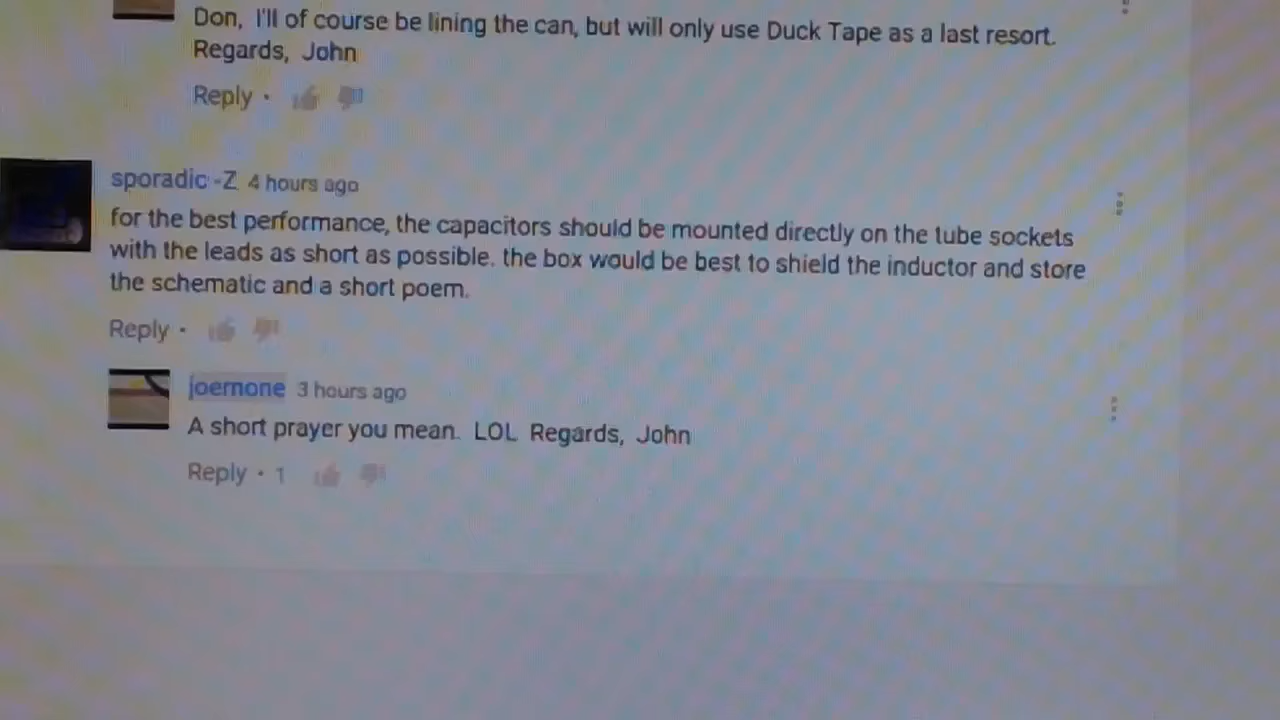 Don, I'll of course be lining the can, but will only use Duck Tape as a last resort.
Regards, John
Reply ·
sporadic -Z 4 hours ago
for the best performance, the capacitors should be mounted directly on the tube sockets
with the leads as short as possible. the box would be best to shield the inductor and store
the schematic and a short poem.
Reply ·
joernone 3 hours ago
A short prayer you mean. LOL Regards, John
Reply · 1